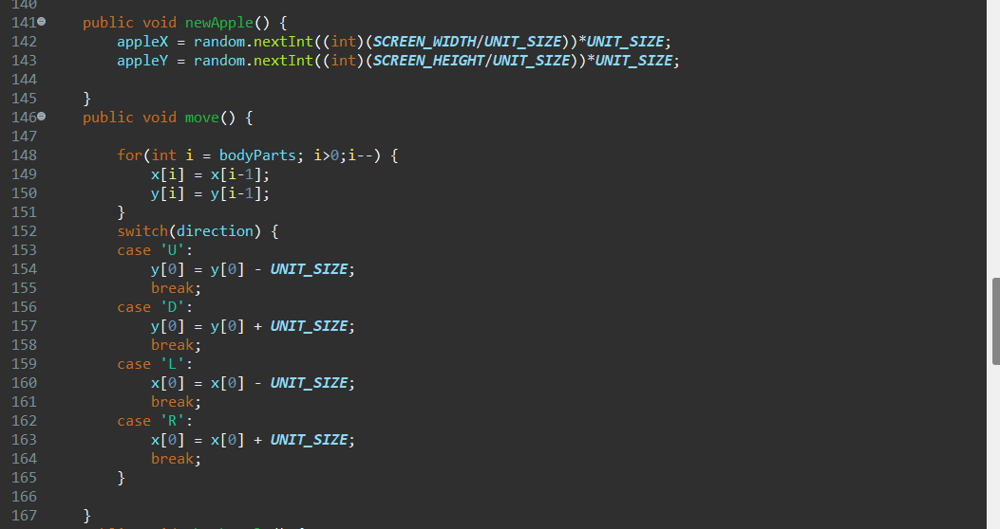 140
141 public void newApple() {
142 appleX = random.nextInt((int)(SCREEN_WIDTH/UNIT_SIZE))*UNIT_SIZE;
143 appleY = random.nextInt((int)(SCREEN_HEIGHT/UNIT_SIZE))*UNIT_SIZE;
144
145 }
146 public void move() {
147
148 for(int i = bodyParts; i>0;i--) {
149 x[i] = x[i-1];
150 y[i] = y[i-1];
151 }
152 switch(direction) {
153 case 'U':
154 y[0] = y[0] - UNIT_SIZE;
155 break;
156 case 'D':
157 y[0] = y[0] + UNIT_SIZE;
158 break;
159 case 'L':
160 x[0] = x[0] - UNIT_SIZE;
161 break;
162 case 'R':
163 x[0] = x[0] + UNIT_SIZE;
164 break;
165 }
166
167 }